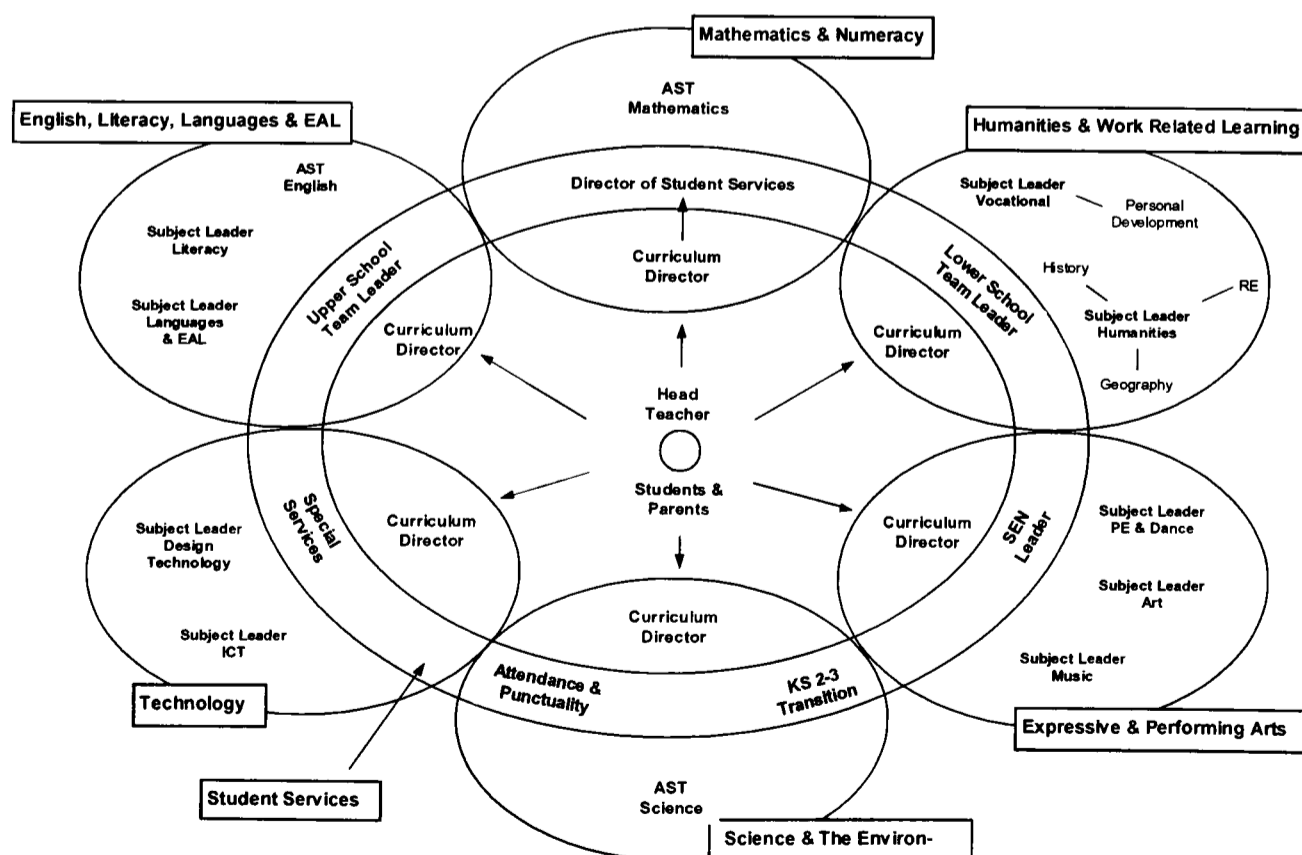 Mathematics & Numeracy
AST
Mathematics
English, Literacy, Languages & EAL
Humanities & Work Related Learning
AST
English
Subject Leader
Literacy
Subject Leader
Languages
& EAL
Upper School
Team Leader
Curriculum
Director
Director of Student Services
Curriculum
Director
Subject Leader
Vocational
Personal
Development
History
RE
Subject Leader
Humanities
Geography
Lower School
Team Leader
Curriculum
Director
Head
Teacher
Students &
Parents
Special
Services
Curriculum
Director
Subject Leader
Design
Technology
Subject Leader
ICT
Technology
Curriculum
Director
SEN
Leader
Subject Leader
PE & Dance
Subject Leader
Art
Subject Leader
Music
Expressive & Performing Arts
Curriculum
Director
Attendance &
Punctuality
KS 2-3
Transition
Student Services
AST
Science
Science & The Environ-